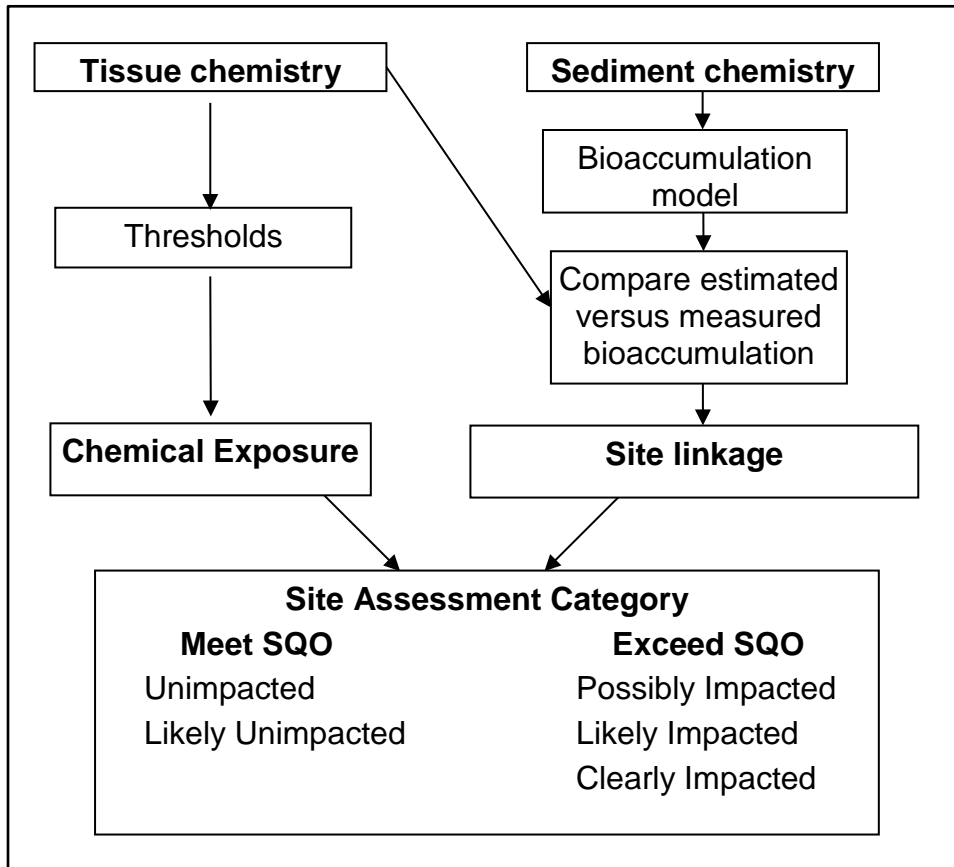 Tissue chemistry
Sediment chemistry
Bioaccumulation
model
Thresholds
Compare estimated
versus measured
bioaccumulation
Chemical Exposure
Site linkage
Site Assessment Category
Meet SQO
Exceed SQO
Unimpacted
Possibly Impacted
Likely Unimpacted
Likely Impacted
Clearly Impacted